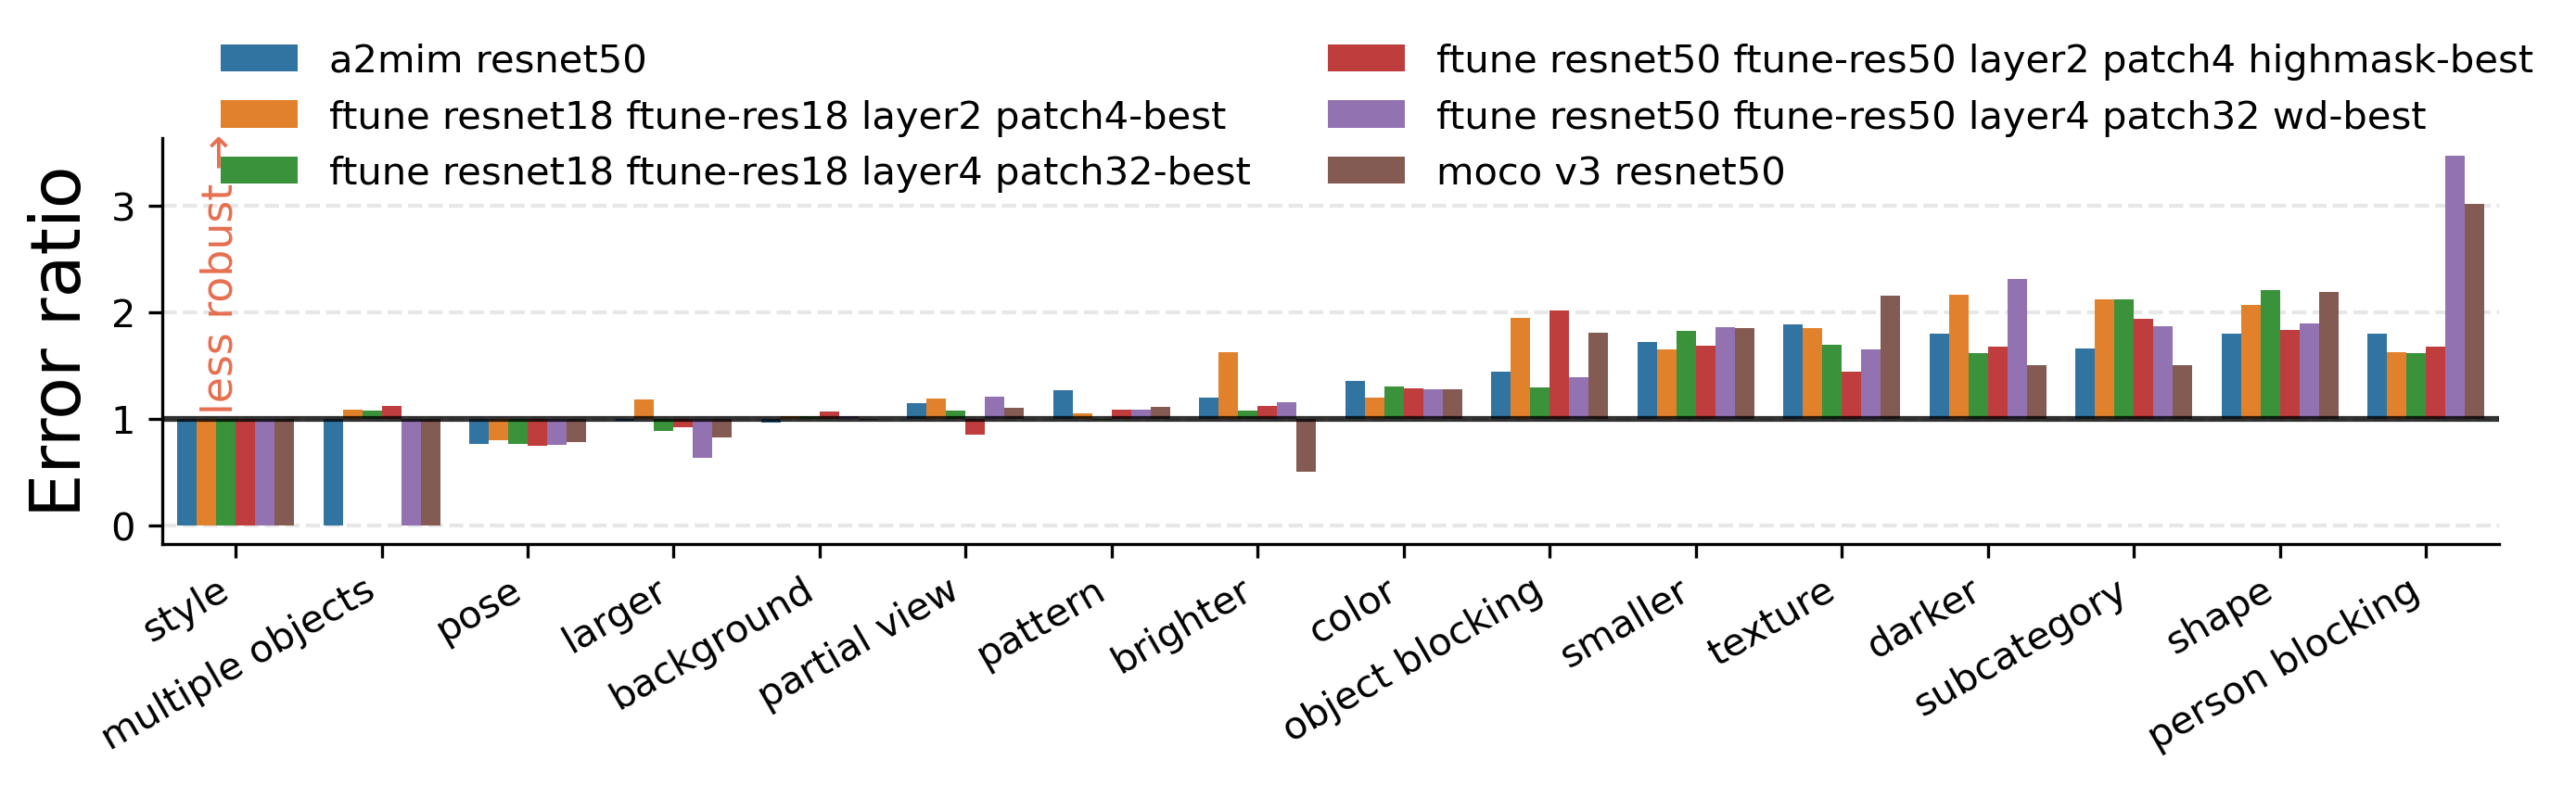 a2mim resnet50
ftune resnet18 ftune-res18 layer2 patch4-best
ftune resnet18 ftune-res18 layer4 patch32-best
ftune resnet50 ftune-res50 layer2 patch4 highmask-best
ftune resnet50 ftune-res50 layer4 patch32 wd-best
moco v3 resnet50
Error ratio
less robust →
3
2
1
0
style
multiple objects
pose
larger
background
partial view
pattern
brighter
color
object blocking
smaller
texture
darker
subcategory
shape
person blocking